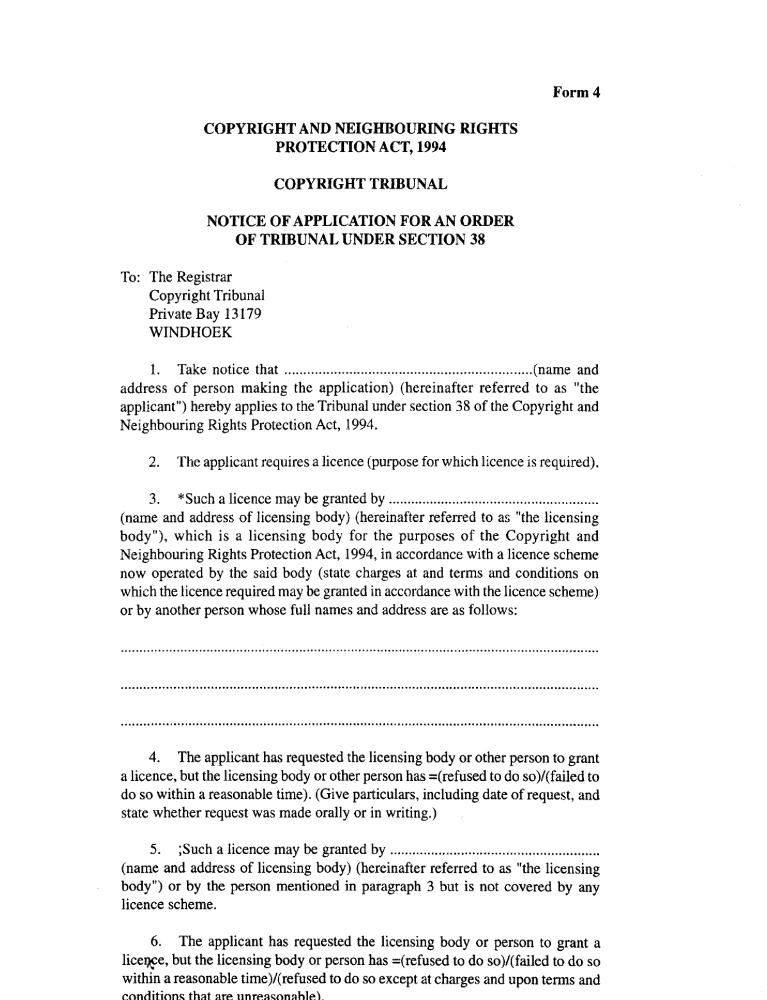 Form 4
COPYRIGHT AND NEIGHBOURING RIGHTS
PROTECTION ACT, 1994
COPYRIGHT TRIBUNAL
NOTICE OF APPLICATION FOR AN ORDER
OF TRIBUNAL UNDER SECTION 38
To: The Registrar
Copyright Tribunal
Private Bay 13179
WINDHOEK
1. Take notice that ....................................................................(name and
address of person making the application) (hereinafter referred to as "the
applicant") hereby applies to the Tribunal under section 38 of the Copyright and
Neighbouring Rights Protection Act, 1994.
2. The applicant requires a licence (purpose for which licence is required).
3. *Such a licence may be granted by ........................................................
(name and address of licensing body) (hereinafter referred to as "the licensing
body"), which is a licensing body for the purposes of the Copyright and
Neighbouring Rights Protection Act, 1994, in accordance with a licence scheme
now operated by the said body (state charges at and terms and conditions on
which the licence required may be granted in accordance with the licence scheme)
or by another person whose full names and address are as follows:
................................................................................................................................
................................................................................................................................
................................................................................................................................
4. The applicant has requested the licensing body or other person to grant
a licence, but the licensing body or other person has =(refused to do so)/(failed to
do so within a reasonable time). (Give particulars, including date of request, and
state whether request was made orally or in writing.)
5. ;Such a licence may be granted by ........................................................
(name and address of licensing body) (hereinafter referred to as "the licensing
body") or by the person mentioned in paragraph 3 but is not covered by any
licence scheme.
6. The applicant has requested the licensing body or person to grant a
licence, but the licensing body or person has =(refused to do so)/(failed to do so
within a reasonable time)/(refused to do so except at charges and upon terms and
conditions that are unreasonable).